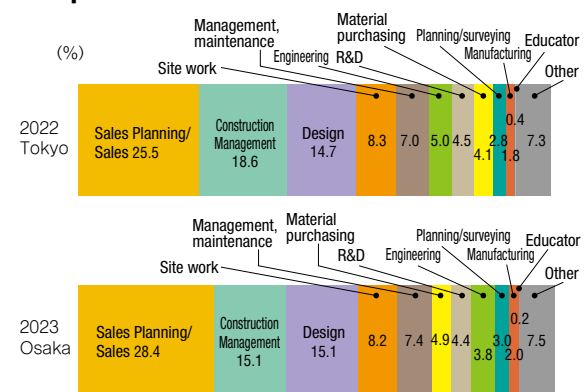 (%)
Management,
maintenance
Material
purchasing
Planning/surveying
Educator
Engineering R&D
Manufacturing
Site work
Other
2022
Tokyo
Sales Planning/
Sales 25.5
Construction
Management
18.6
Design
14.7
8.3
7.0
5.0
4.5
4.1
2.8
1.8
0.4
7.3
Management,
maintenance
Material
purchasing
Planning/surveying
Educator
R&D
Engineering
Manufacturing
Site work
Other
2023
Osaka
Sales Planning/
Sales 28.4
Construction
Management
15.1
Design
15.1
8.2
7.4
4.9
4.4
3.8
3.0
2.0
0.2
7.5